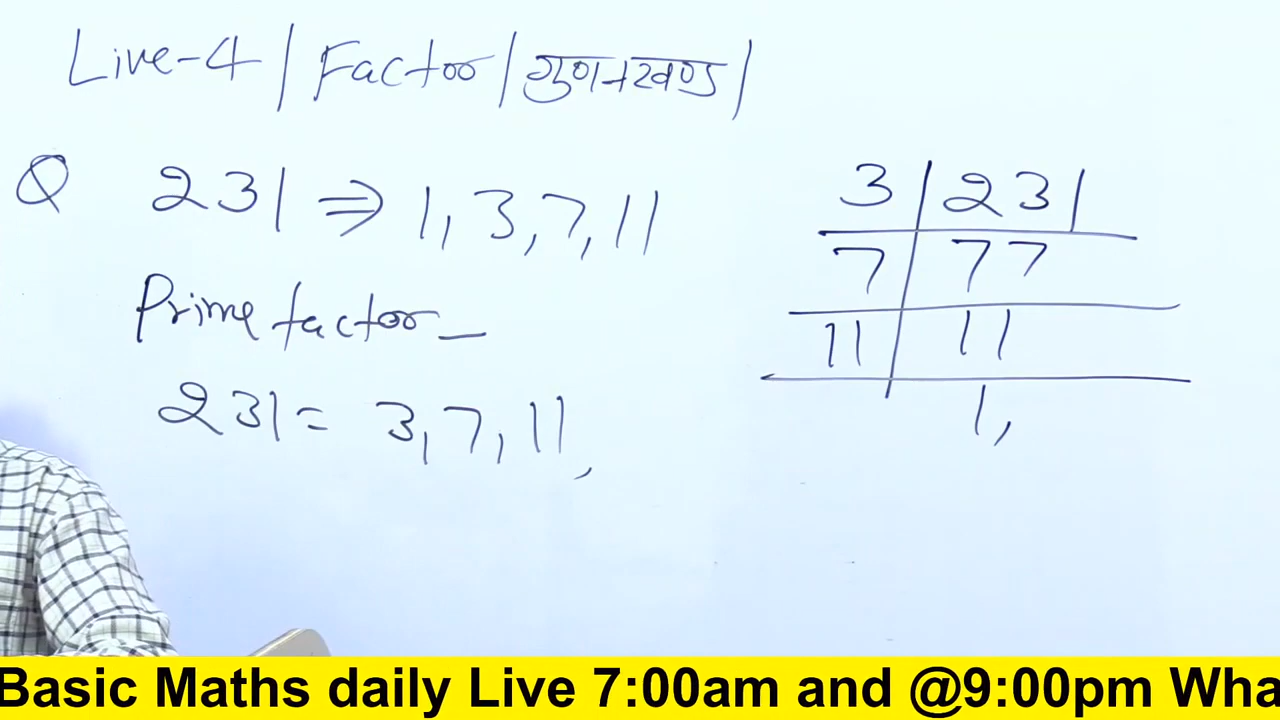 Live-4 / Factor / गुणनखण्ड /
Q 231 ⇒ 1, 3, 7, 11
Prime factor -
231 = 3, 7, 11,
3 | 231
7 | 77
11 | 11
1,
Basic Maths daily Live 7:00am and @9:00pm Wha